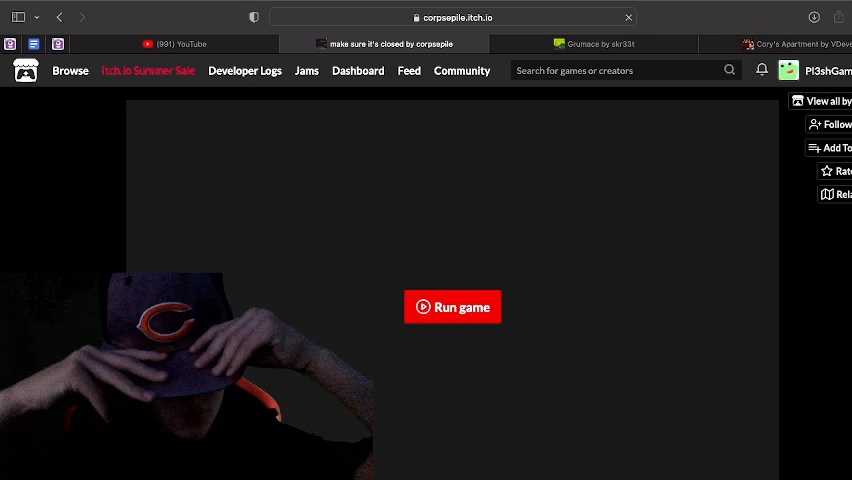 corpsepile.itch.io
(991) YouTube
make sure it's closed by corpsepile
Grumace by skr33t
Cory's Apartment by VDeve
Browse
Itch.io Summer Sale
Developer Logs
Jams
Dashboard
Feed
Community
Search for games or creators
Pl3shGam
View all by
Follow
Add To
Rate
Rela
Run game